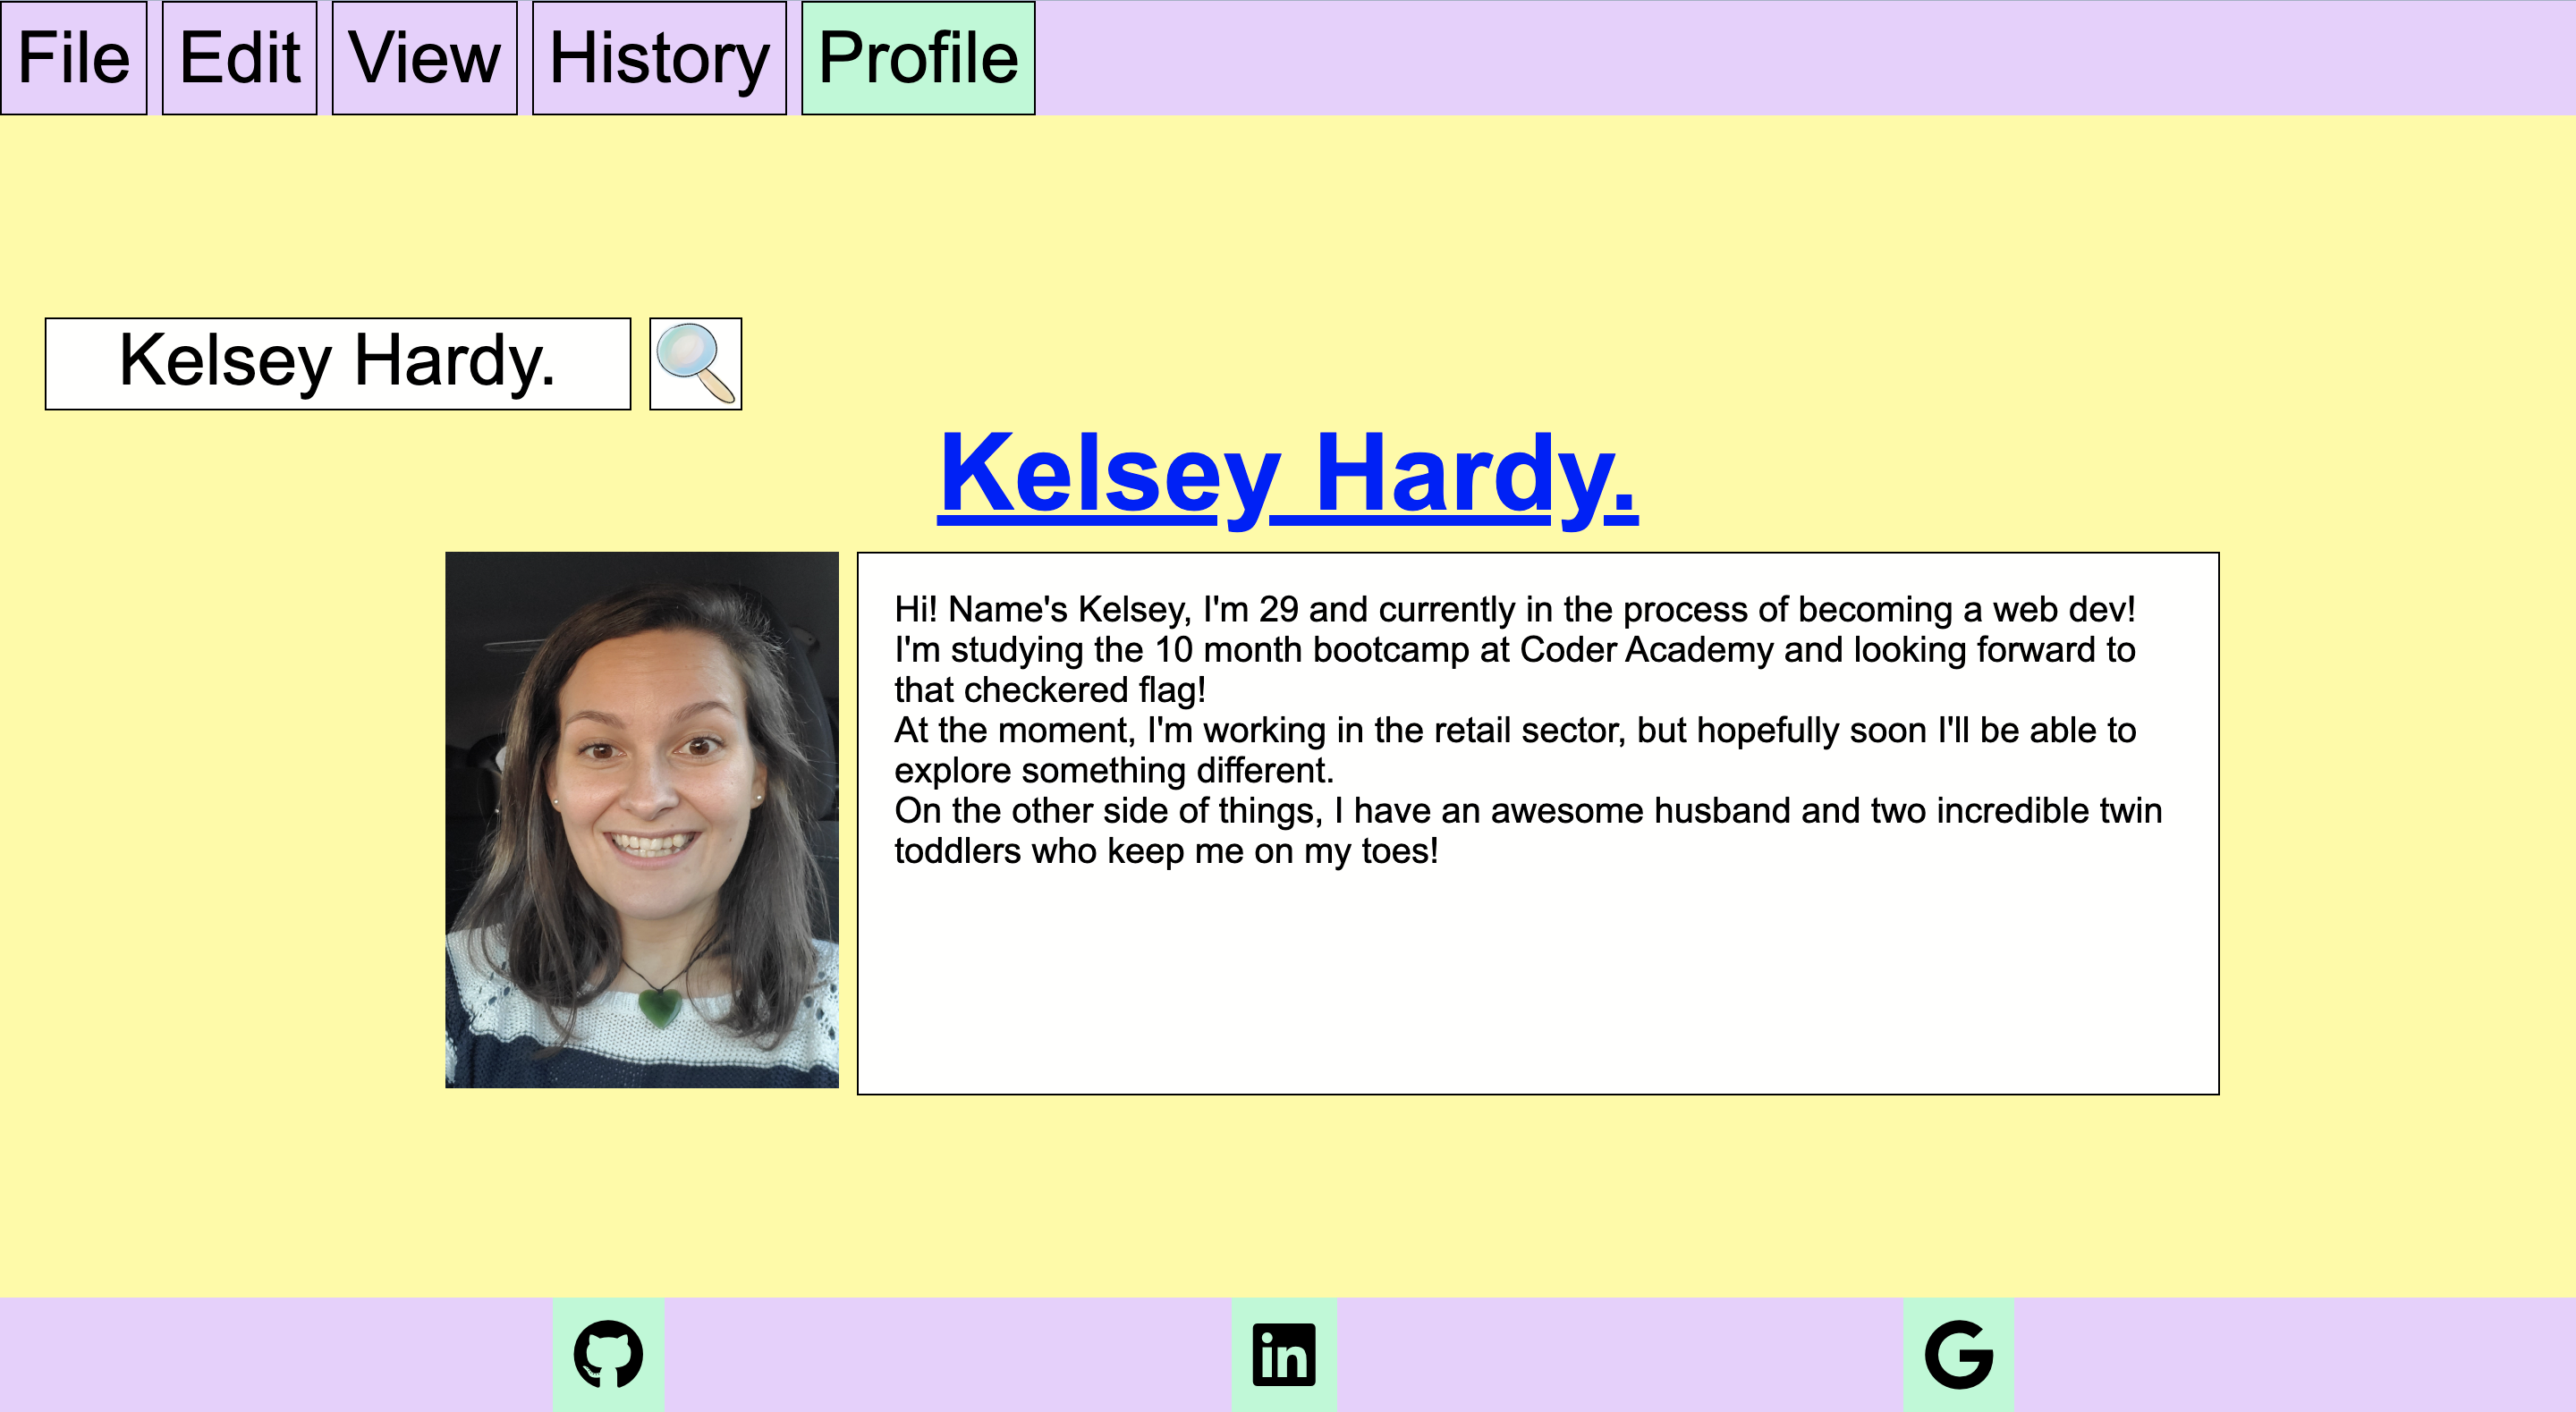 File Edit View History Profile
Kelsey Hardy.
Kelsey Hardy.
Hi! Name's Kelsey, I'm 29 and currently in the process of becoming a web dev!
I'm studying the 10 month bootcamp at Coder Academy and looking forward to
that checkered flag!
At the moment, I'm working in the retail sector, but hopefully soon I'll be able to
explore something different.
On the other side of things, I have an awesome husband and two incredible twin
toddlers who keep me on my toes!
in G